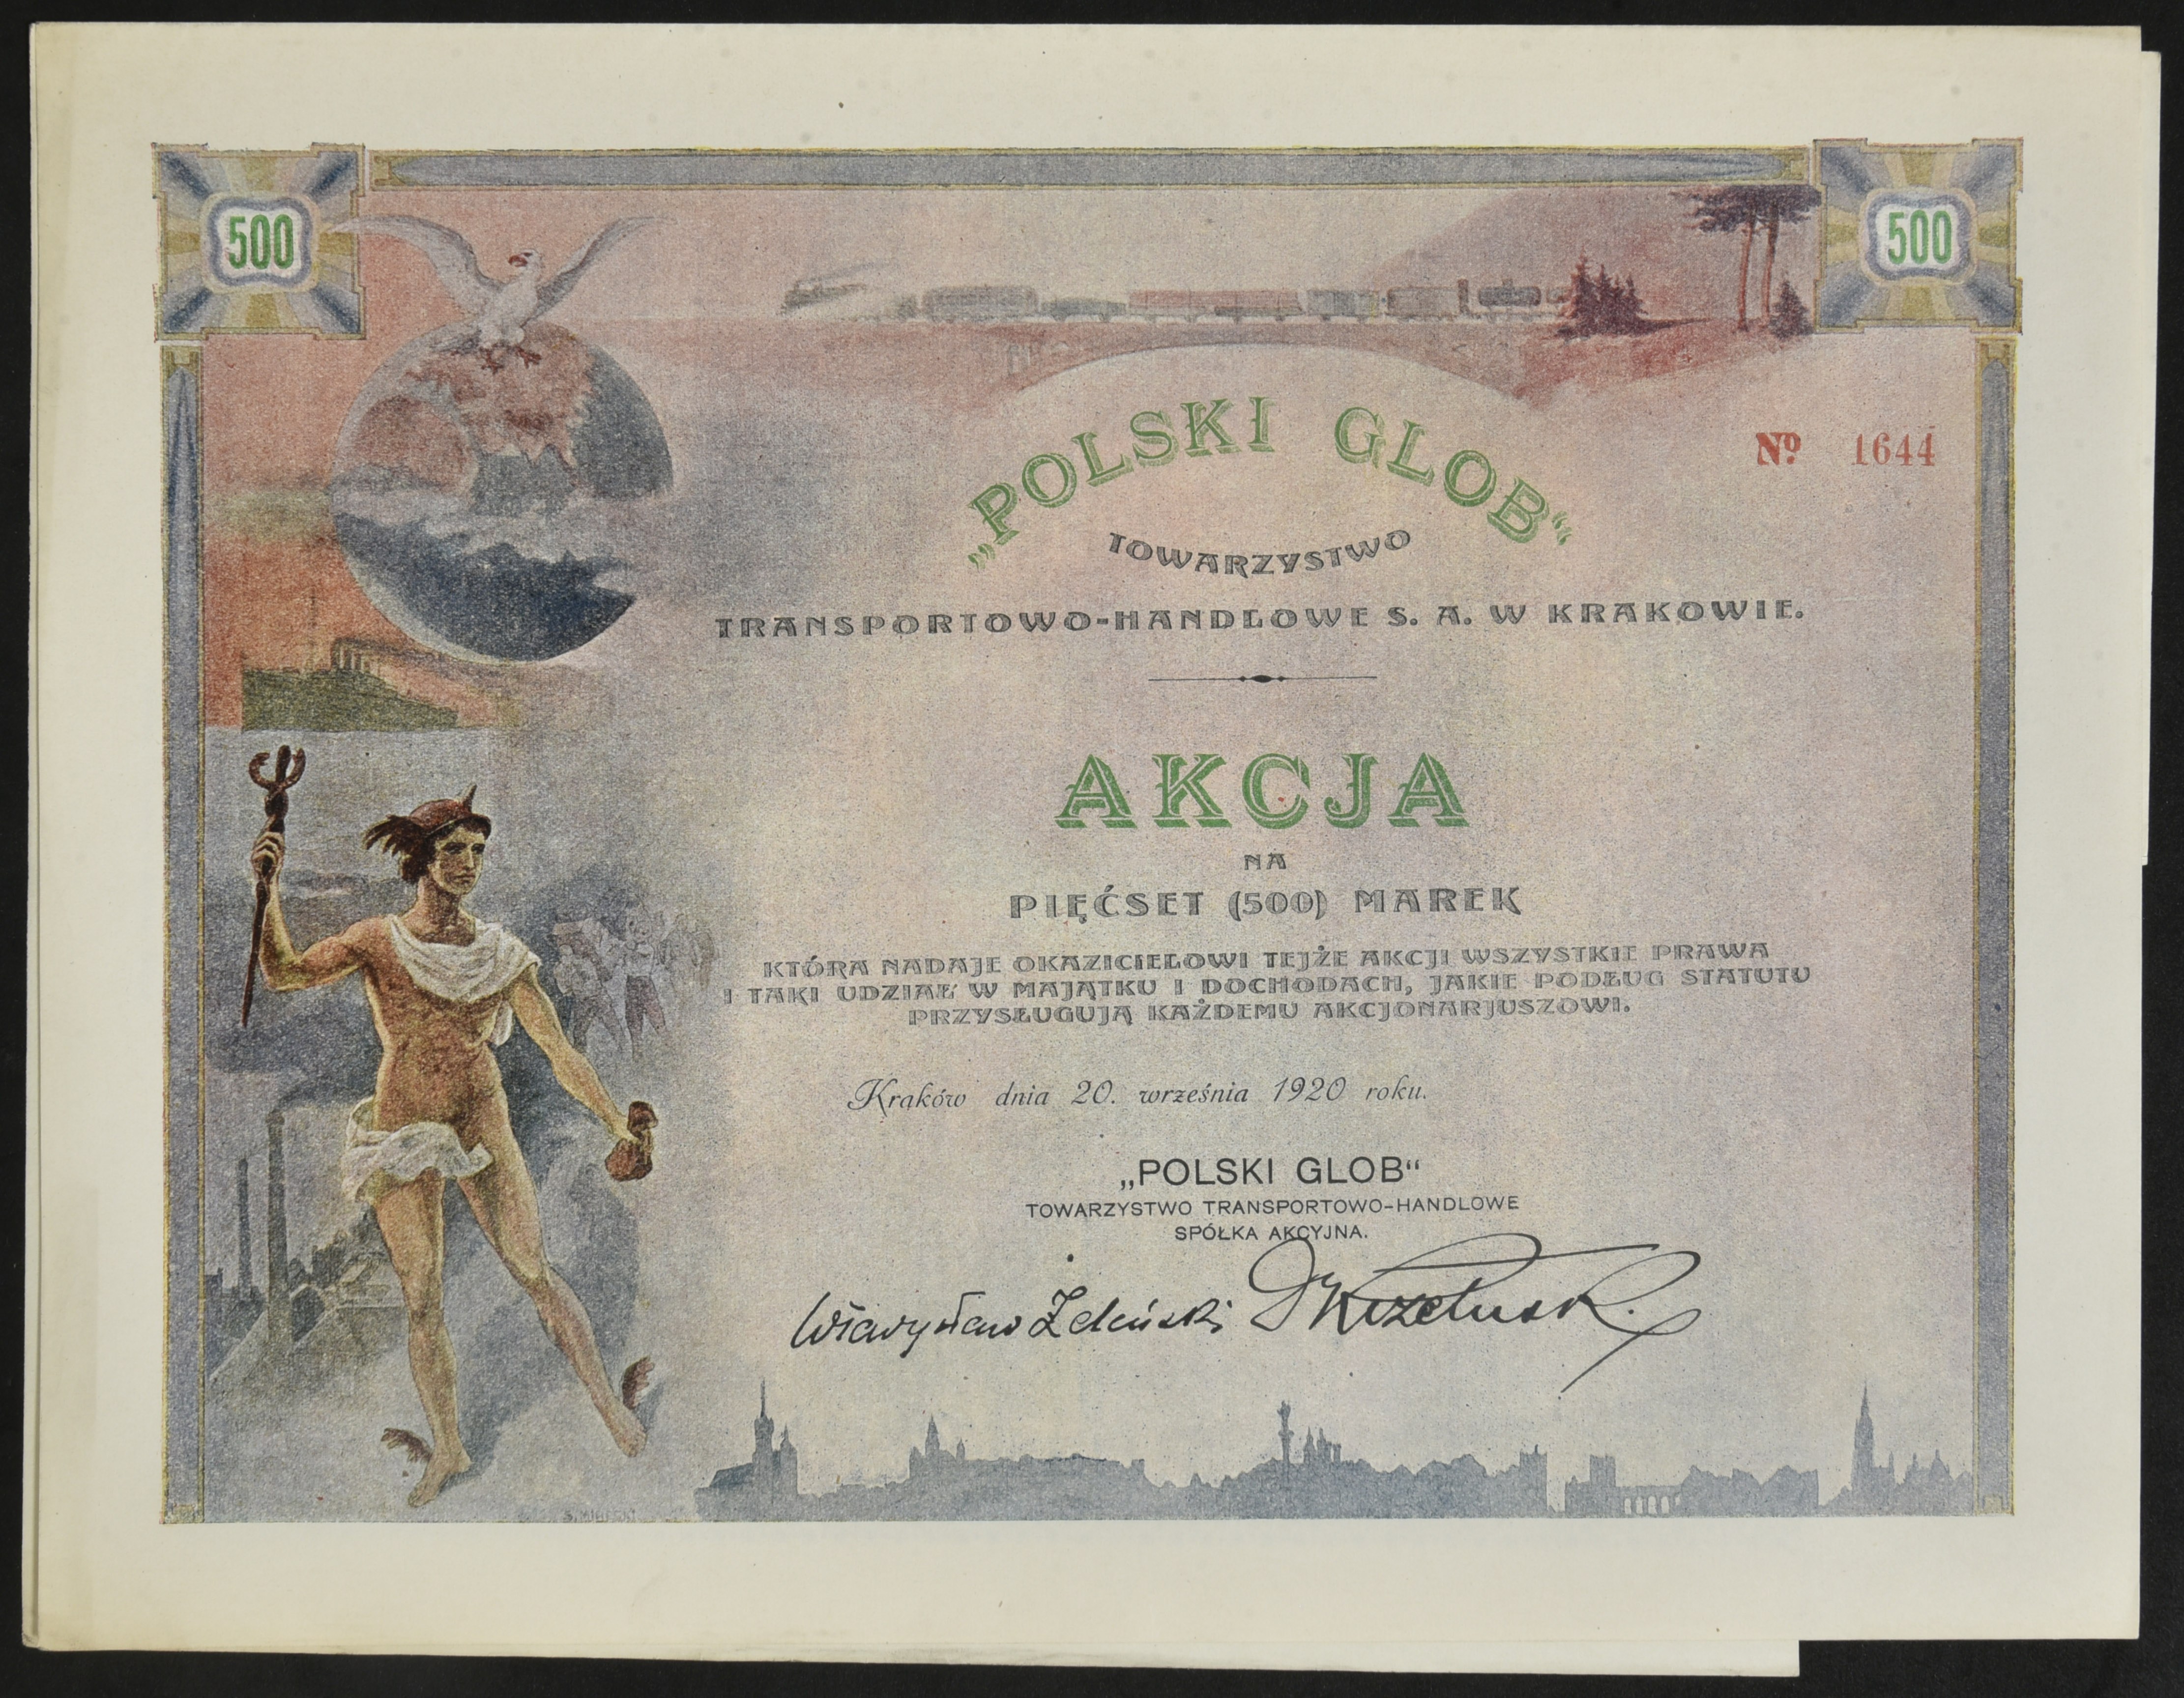 500
500
„POLSKI GLOB“
Nº 1644
TOWARZYSTWO
TRANSPORTOWO-HANDLOWE S. A. W KRAKOWIE.
AKCJA
NA
PIĘĆSET (500) MAREK
KTÓRA NADAJE OKAZICIELOWI TEJŻE AKCJI WSZYSTKIE PRAWA
I TAKI UDZIAŁ W MAJĄTKU I DOCHODACH, JAKIE PODŁUG STATUTU
PRZYSŁUGUJĄ KAŻDEMU AKCJONARJUSZOWI.
Kraków dnia 20. września 1920 roku.
„POLSKI GLOB“
TOWARZYSTWO TRANSPORTOWO-HANDLOWE
SPÓŁKA AKCYJNA.